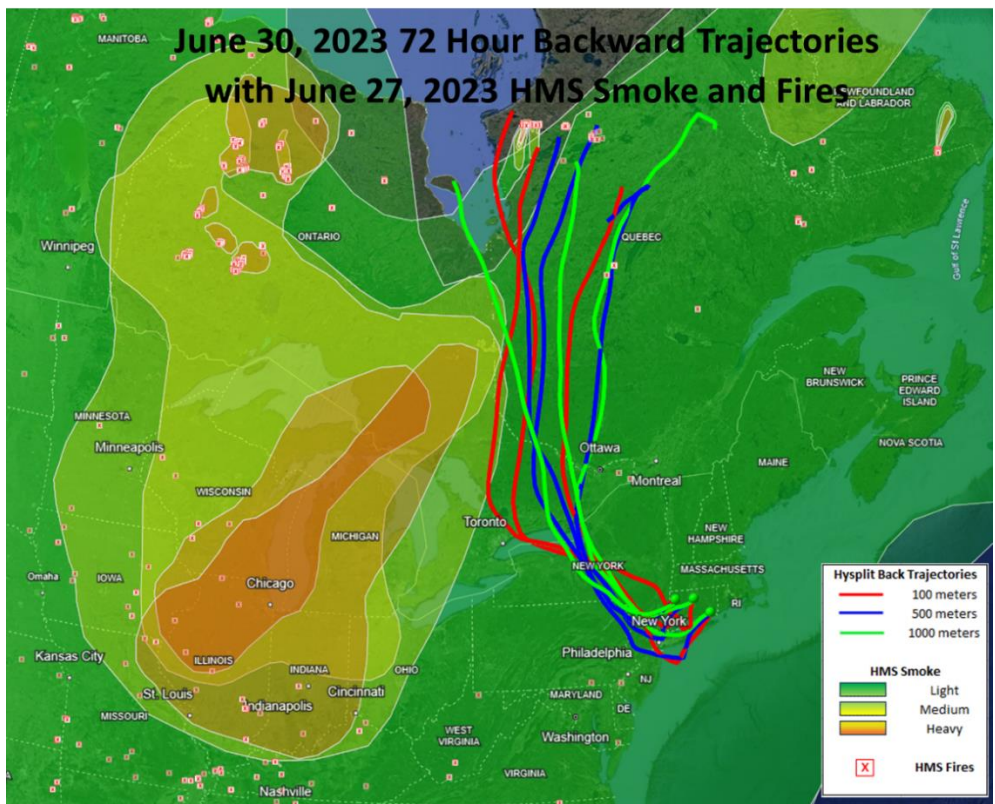 June 30, 2023 72 Hour Backward Trajectories
with June 27, 2023 HMS Smoke and Fires
MANITOBA
NEWFOUNDLAND
AND LABRADOR
Winnipeg
ONTARIO
QUEBEC
Gulf of St Lawrence
NEW
BRUNSWICK
PRINCE
EDWARD
ISLAND
NOVA SCOTIA
MINNESOTA
Minneapolis
Ottawa
Montreal
MAINE
WISCONSIN
MICHIGAN
Toronto
NEW
HAMPSHIRE
NEW YORK
MASSACHUSETTS
RI
Omaha
IOWA
Chicago
New York
Philadelphia
NJ
Kansas City
ILLINOIS
INDIANA
OHIO
St. Louis
Indianapolis
Cincinnati
MARYLAND
DE
MISSOURI
WEST
VIRGINIA
Washington
VIRGINIA
Nashville
Hysplit Back Trajectories
100 meters
500 meters
1000 meters
HMS Smoke
Light
Medium
Heavy
X HMS Fires